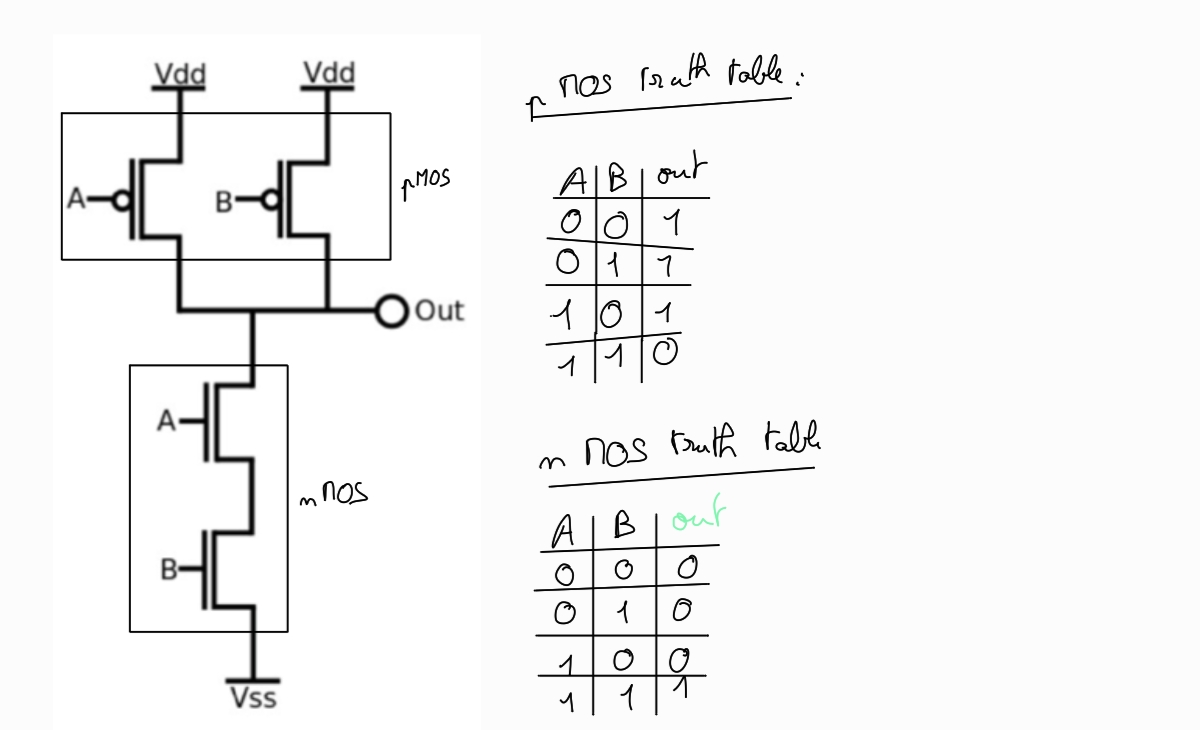 Vdd Vdd
A B pMOS
Out
A
nMOS
B
Vss
p MOS truth table:
A B out
0 0 1
0 1 1
1 0 1
1 1 0
n MOS truth table
A B out
0 0 0
0 1 0
1 0 0
1 1 1